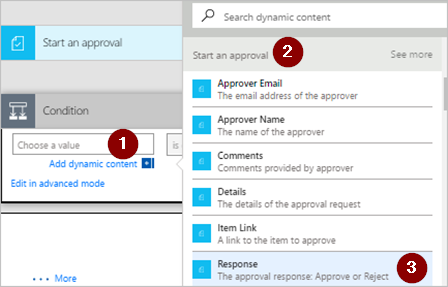 Start an approval
Condition
Choose a value
1
is
Add dynamic content
Edit in advanced mode
More
Search dynamic content
Start an approval
2
See more
Approver Email
The email address of the approver
Approver Name
The name of the approver
Comments
Comments provided by approver
Details
The details of the approval request
Item Link
A link to the item to approve
Response
The approval response: Approve or Reject
3